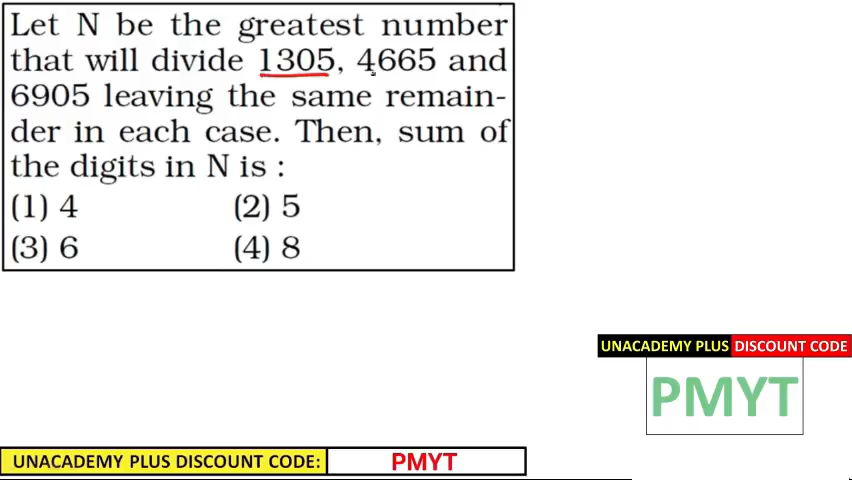 Let N be the greatest number
that will divide 1305, 4665 and
6905 leaving the same remain-
der in each case. Then, sum of
the digits in N is :
(1) 4 (2) 5
(3) 6 (4) 8
UNACADEMY PLUS DISCOUNT CODE
PMYT
UNACADEMY PLUS DISCOUNT CODE: PMYT